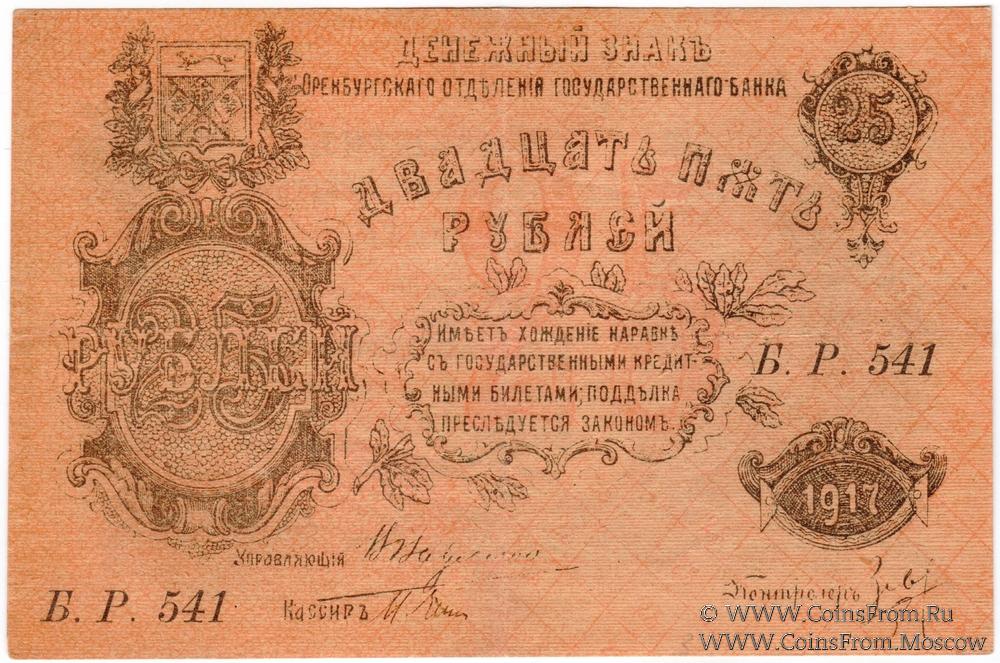 ДЕНЕЖНЫЙ ЗНАКЪ
ОРЕНБУРГСКАГО ОТДѢЛЕНІЯ ГОСУДАРСТВЕННАГО БАНКА
25
ДВАДЦАТЬ ПѦТЬ
РУБЛЕЙ
25
РУБЛЕЙ
ИМѢЕТЪ ХОЖДЕНІЕ НАРАВНѢ
СЪ ГОСУДАРСТВЕННЫМИ КРЕДИТ-
НЫМИ БИЛЕТАМИ; ПОДДѢЛКА
ПРЕСЛѢДУЕТСЯ ЗАКОНОМЪ.
Б. Р. 541
1917
УПРАВЛЯЮЩІЙ
Б. Р. 541
КАССИРЪ
Контролеръ
© WWW.COINSFROM.RU
WWW.COINSFROM.MOSCOW